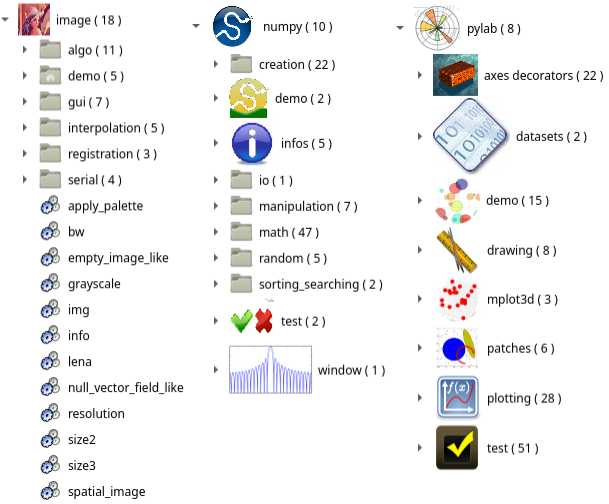 image ( 18 )
algo ( 11 )
demo ( 5 )
gui ( 7 )
interpolation ( 5 )
registration ( 3 )
serial ( 4 )
apply_palette
bw
empty_image_like
grayscale
img
info
lena
null_vector_field_like
resolution
size2
size3
spatial_image
numpy ( 10 )
creation ( 22 )
demo ( 2 )
infos ( 5 )
io ( 1 )
manipulation ( 7 )
math ( 47 )
random ( 5 )
sorting_searching ( 2 )
test ( 2 )
window ( 1 )
pylab ( 8 )
axes decorators ( 22 )
datasets ( 2 )
demo ( 15 )
drawing ( 8 )
mplot3d ( 3 )
patches ( 6 )
f(x)
plotting ( 28 )
test ( 51 )